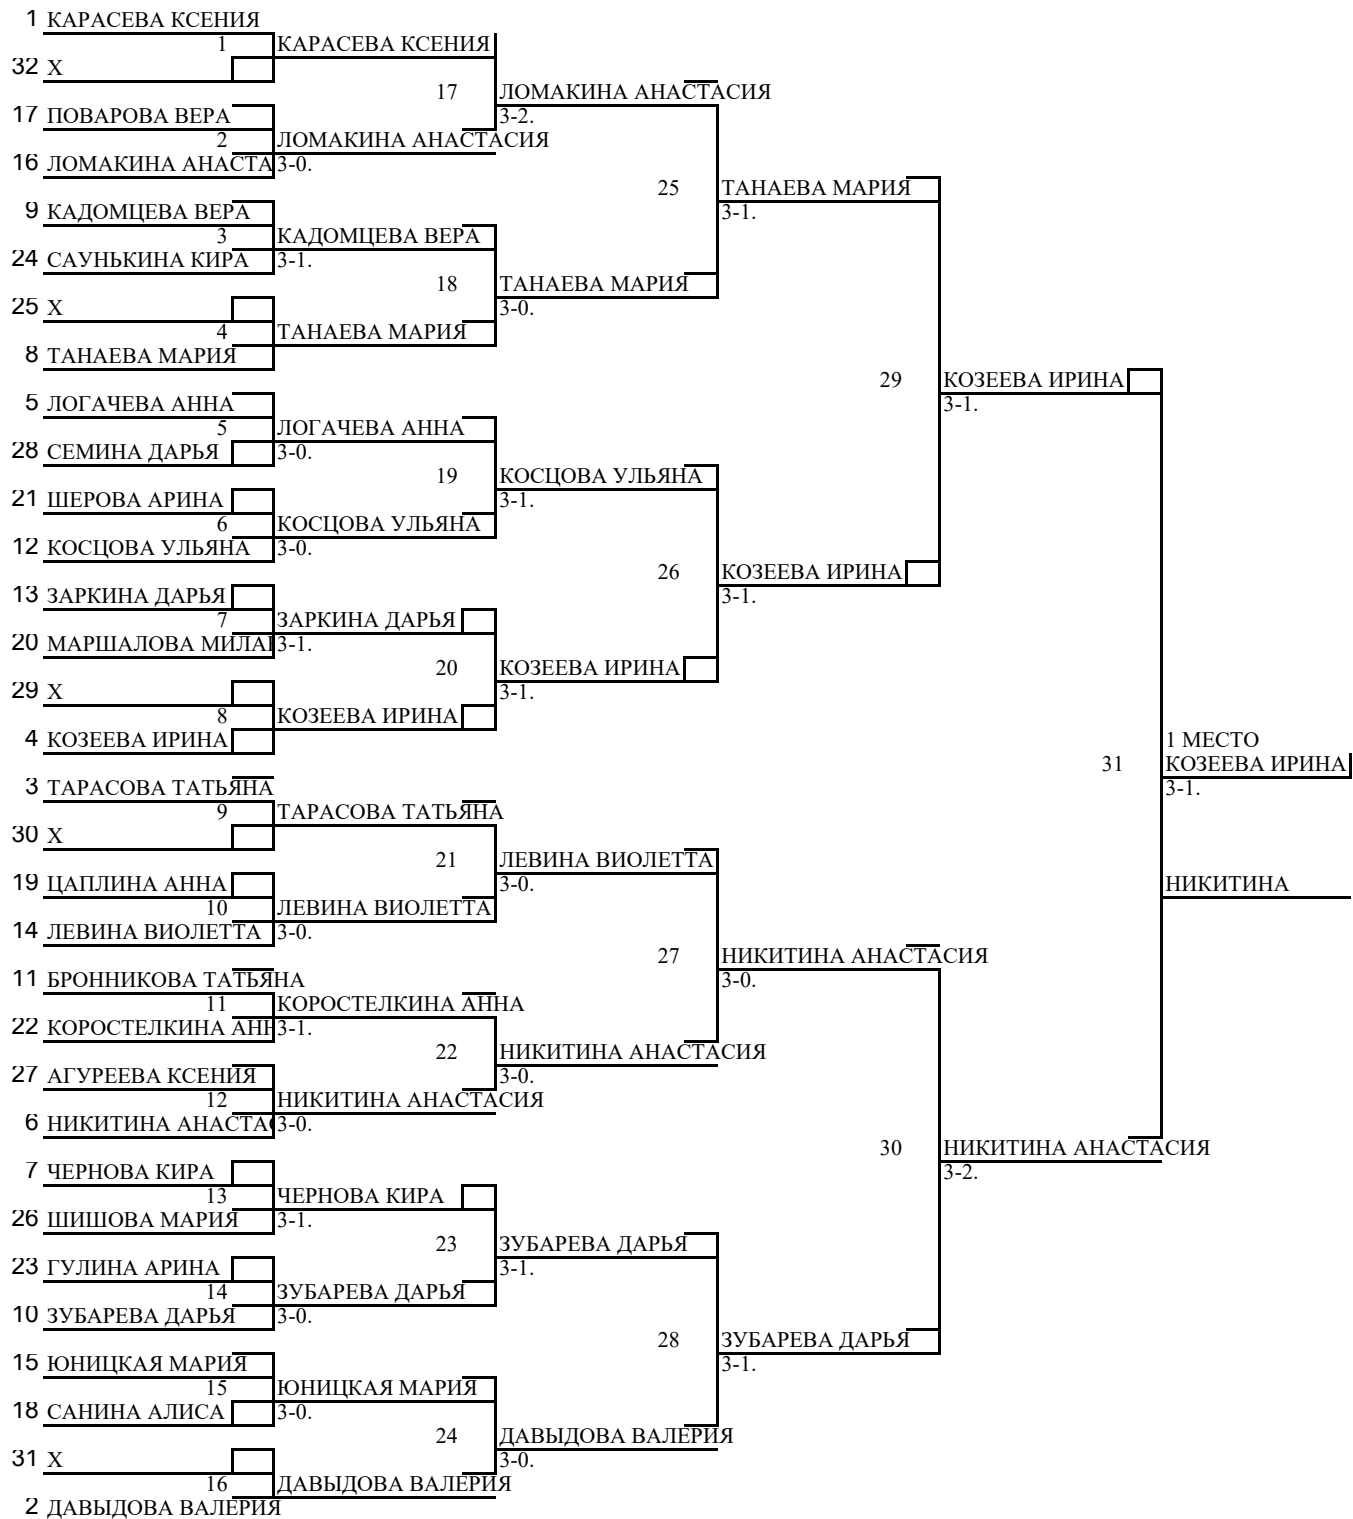 1 КАРАСЕВА КСЕНИЯ
1 КАРАСЕВА КСЕНИЯ
32 X
17 ЛОМАКИНА АНАСТАСИЯ
17 ПОВАРОВА ВЕРА
3-2.
2 ЛОМАКИНА АНАСТАСИЯ
16 ЛОМАКИНА АНАСТА
3-0.
25 ТАНАЕВА МАРИЯ
9 КАДОМЦЕВА ВЕРА
3-1.
3 КАДОМЦЕВА ВЕРА
24 САУНЬКИНА КИРА
3-1.
18 ТАНАЕВА МАРИЯ
25 X
3-0.
4 ТАНАЕВА МАРИЯ
8 ТАНАЕВА МАРИЯ
29 КОЗЕЕВА ИРИНА
5 ЛОГАЧЕВА АННА
3-1.
5 ЛОГАЧЕВА АННА
28 СЕМИНА ДАРЬЯ
3-0.
19 КОСЦОВА УЛЬЯНА
21 ШЕРОВА АРИНА
3-1.
6 КОСЦОВА УЛЬЯНА
12 КОСЦОВА УЛЬЯНА
3-0.
26 КОЗЕЕВА ИРИНА
13 ЗАРКИНА ДАРЬЯ
3-1.
7 ЗАРКИНА ДАРЬЯ
20 МАРШАЛОВА МИЛА
3-1.
20 КОЗЕЕВА ИРИНА
29 X
3-1.
8 КОЗЕЕВА ИРИНА
4 КОЗЕЕВА ИРИНА
1 МЕСТО
31 КОЗЕЕВА ИРИНА
3 ТАРАСОВА ТАТЬЯНА
3-1.
9 ТАРАСОВА ТАТЬЯНА
30 X
21 ЛЕВИНА ВИОЛЕТТА
19 ЦАПЛИНА АННА
3-0.
НИКИТИНА
10 ЛЕВИНА ВИОЛЕТТА
14 ЛЕВИНА ВИОЛЕТТА
3-0.
27 НИКИТИНА АНАСТАСИЯ
11 БРОННИКОВА ТАТЬЯНА
3-0.
11 КОРОСТЕЛКИНА АННА
22 КОРОСТЕЛКИНА АНН
3-1.
22 НИКИТИНА АНАСТАСИЯ
27 АГУРЕЕВА КСЕНИЯ
3-0.
12 НИКИТИНА АНАСТАСИЯ
6 НИКИТИНА АНАСТА
3-0.
30 НИКИТИНА АНАСТАСИЯ
7 ЧЕРНОВА КИРА
3-2.
13 ЧЕРНОВА КИРА
26 ШИШОВА МАРИЯ
3-1.
23 ЗУБАРЕВА ДАРЬЯ
23 ГУЛИНА АРИНА
3-1.
14 ЗУБАРЕВА ДАРЬЯ
10 ЗУБАРЕВА ДАРЬЯ
3-0.
28 ЗУБАРЕВА ДАРЬЯ
15 ЮНИЦКАЯ МАРИЯ
3-1.
15 ЮНИЦКАЯ МАРИЯ
18 САНИНА АЛИСА
3-0.
24 ДАВЫДОВА ВАЛЕРИЯ
31 X
3-0.
16 ДАВЫДОВА ВАЛЕРИЯ
2 ДАВЫДОВА ВАЛЕРИЯ